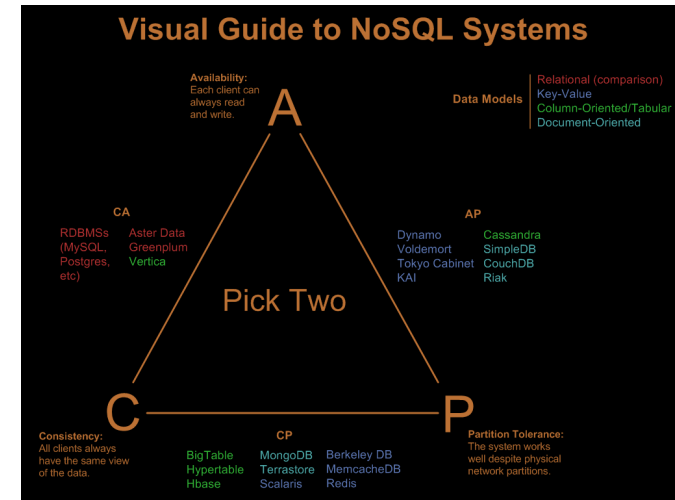 Visual Guide to NoSQL Systems
Availability:
Each client can
always read
and write.
A
Data Models
Relational (comparison)
Key-Value
Column-Oriented/Tabular
Document-Oriented
CA
RDBMSs
(MySQL,
Postgres,
etc)
Aster Data
Greenplum
Vertica
AP
Dynamo
Voldemort
Tokyo Cabinet
KAI
Cassandra
SimpleDB
CouchDB
Riak
Pick Two
C
P
Consistency:
All clients always
have the same view
of the data.
CP
BigTable
Hypertable
Hbase
MongoDB
Terrastore
Scalaris
Berkeley DB
MemcacheDB
Redis
Partition Tolerance:
The system works
well despite physical
network partitions.